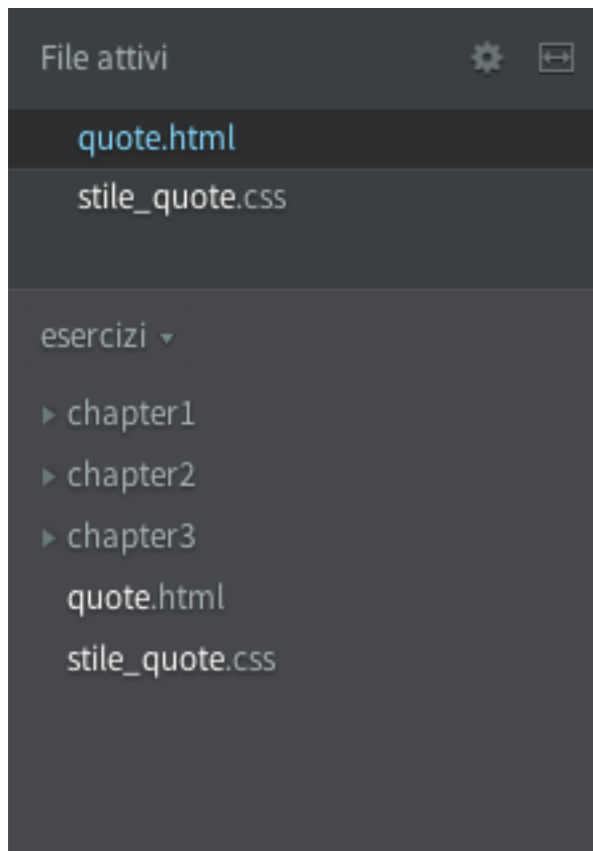 File attivi
quote.html
stile_quote.css
esercizi
chapter1
chapter2
chapter3
quote.html
stile_quote.css